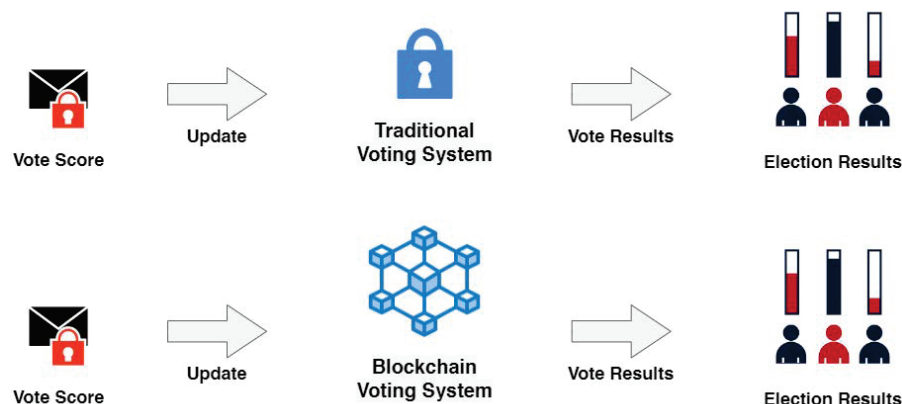 Vote Score
Update
Traditional
Voting System
Vote Results
Election Results
Vote Score
Update
Blockchain
Voting System
Vote Results
Election Results